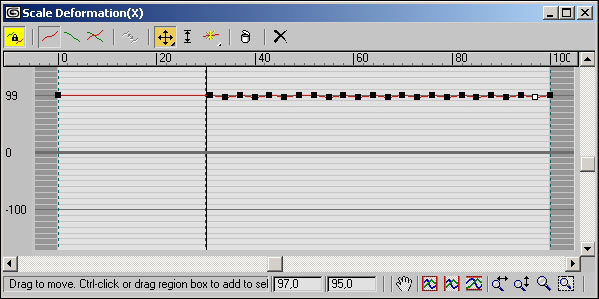 Scale Deformation(X)
0 20 40 60 80 100
99
0
-100
Drag to move. Ctrl-click or drag region box to add to sel 97,0 95,0